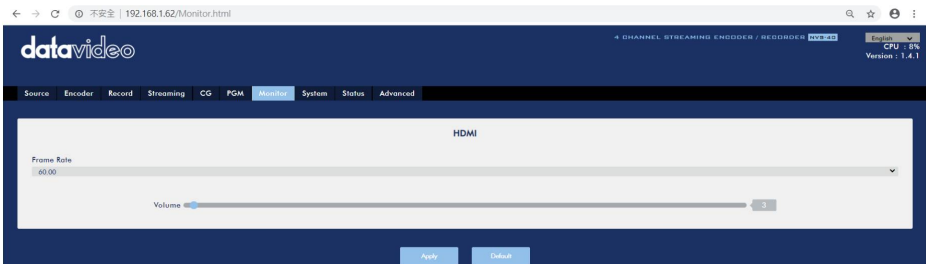 不安全 | 192.168.1.62/Monitor.html
datavideo
4 CHANNEL STREAMING ENCODER / RECORDER NVS-40
English
CPU : 8%
Version : 1.4.1
Source Encoder Record Streaming CG PGM Monitor System Status Advanced
HDMI
Frame Rate
60.00
Volume 3
Apply Default